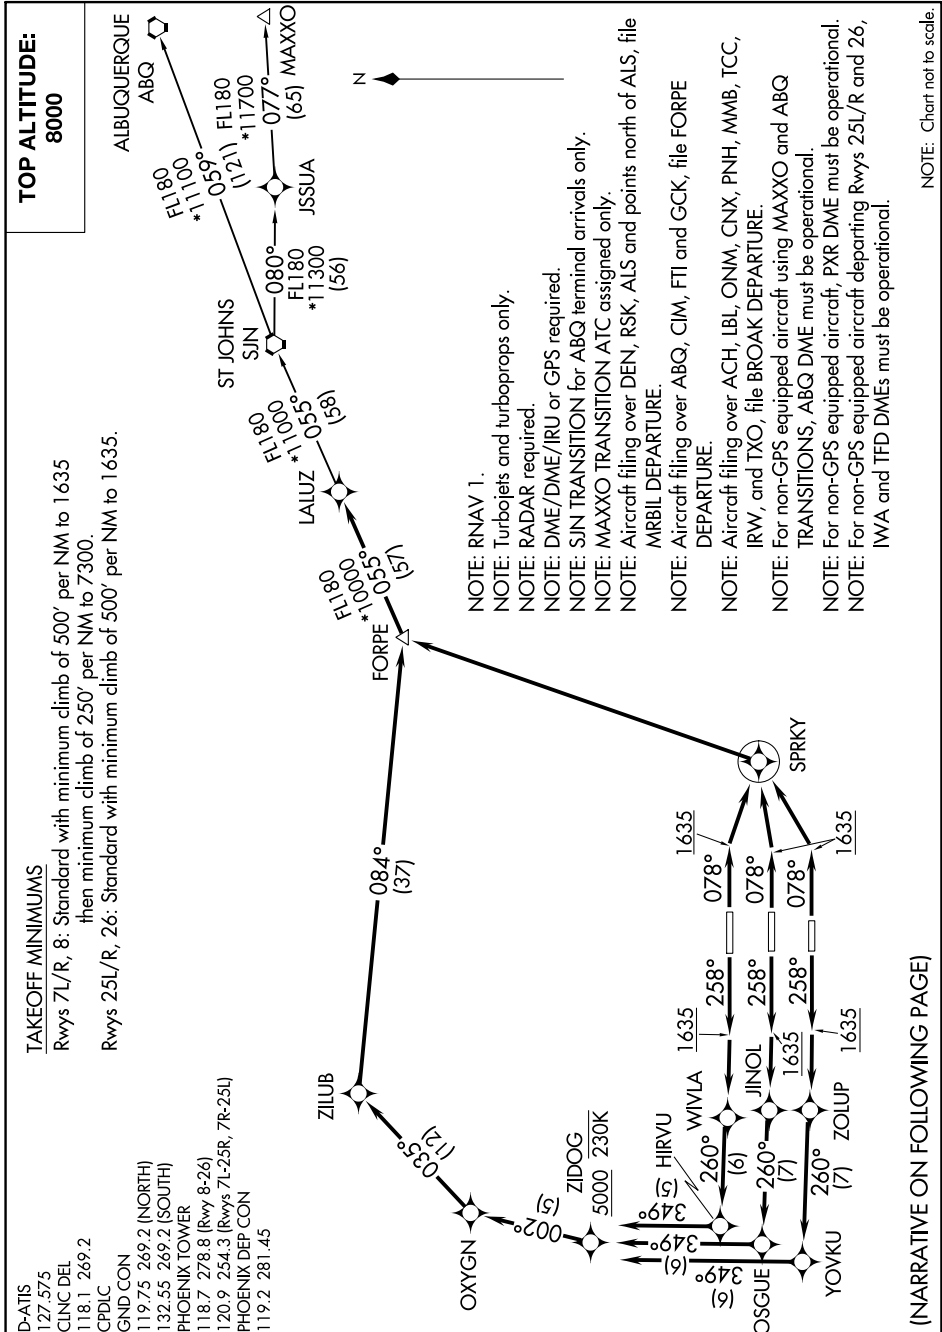 TOP ALTITUDE:
8000
D-ATIS
127.575
CLNC DEL
118.1 269.2
CPDLC
GND CON
119.75 269.2 (NORTH)
132.55 269.2 (SOUTH)
PHOENIX TOWER
118.7 278.8 (Rwy 8-26)
120.9 254.3 (Rwys 7L-25R, 7R-25L)
PHOENIX DEP CON
119.2 281.45
TAKEOFF MINIMUMS
Rwys 7L/R, 8: Standard with minimum climb of 500' per NM to 1635
then minimum climb of 250' per NM to 7300.
Rwys 25L/R, 26: Standard with minimum climb of 500' per NM to 1635.
ALBUQUERQUE
ABQ
FL180
*11100
059°
(121)
MAXXO
FL180
*11700
077°
(65)
JSSUA
080°
FL180
*11300
(56)
ST JOHNS
SJN
FL180
*11000
055°
(58)
LALUZ
FL180
*10000
055°
(57)
FORPE
N
ZILUB
084°
(37)
035°
(12)
OXYGN
002°
(5)
ZIDOG
5000 230K
HIRVU
(5)
349°
349°
(6)
349°
(6)
WIVLA
260°
(6)
JINOL
260°
(7)
ZOLUP
260°
(7)
OSGUE
YOVKU
1635
258°
078°
1635
1635
258°
078°
1635
258°
078°
1635
SPRKY
NOTE: RNAV 1.
NOTE: Turbojets and turboprops only.
NOTE: RADAR required.
NOTE: DME/DME/IRU or GPS required.
NOTE: SJN TRANSITION for ABQ terminal arrivals only.
NOTE: MAXXO TRANSITION ATC assigned only.
NOTE: Aircraft filing over DEN, RSK, ALS and points north of ALS, file
MRBIL DEPARTURE.
NOTE: Aircraft filing over ABQ, CIM, FTI and GCK, file FORPE
DEPARTURE.
NOTE: Aircraft filing over ACH, LBL, ONM, CNX, PNH, MMB, TCC,
IRW, and TXO, file BROAK DEPARTURE.
NOTE: For non-GPS equipped aircraft using MAXXO and ABQ
TRANSITIONS, ABQ DME must be operational.
NOTE: For non-GPS equipped aircraft, PXR DME must be operational.
NOTE: For non-GPS equipped aircraft departing Rwys 25L/R and 26,
IWA and TFD DMEs must be operational.
NOTE: Chart not to scale.
(NARRATIVE ON FOLLOWING PAGE)